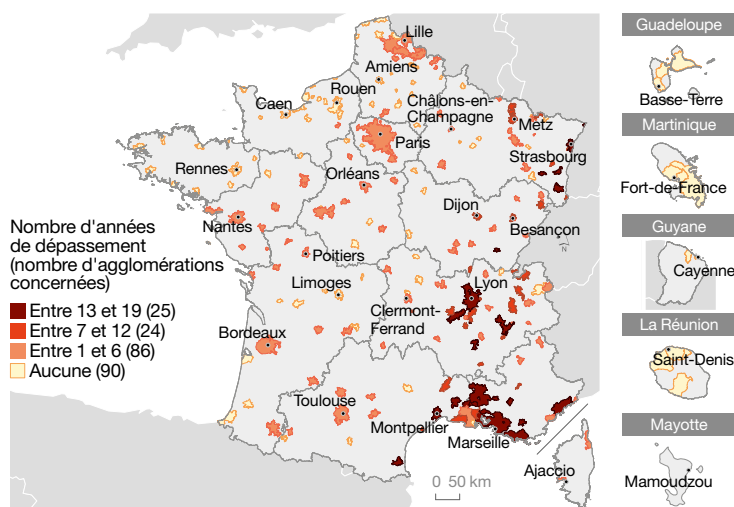 Lille
Amiens
Rouen
Caen
Châlons-en-
Champagne
Metz
Paris
Strasbourg
Rennes
Orléans
Dijon
Besançon
Nantes
Poitiers
Limoges
Lyon
Clermont-
Ferrand
Bordeaux
Toulouse
Montpellier
Marseille
Ajaccio
0 50 km
N
Nombre d'années
de dépassement
(nombre d'agglomérations
concernées)
Entre 13 et 19 (25)
Entre 7 et 12 (24)
Entre 1 et 6 (86)
Aucune (90)
Guadeloupe
Basse-Terre
Martinique
Fort-de-France
Guyane
Cayenne
La Réunion
Saint-Denis
Mayotte
Mamoudzou